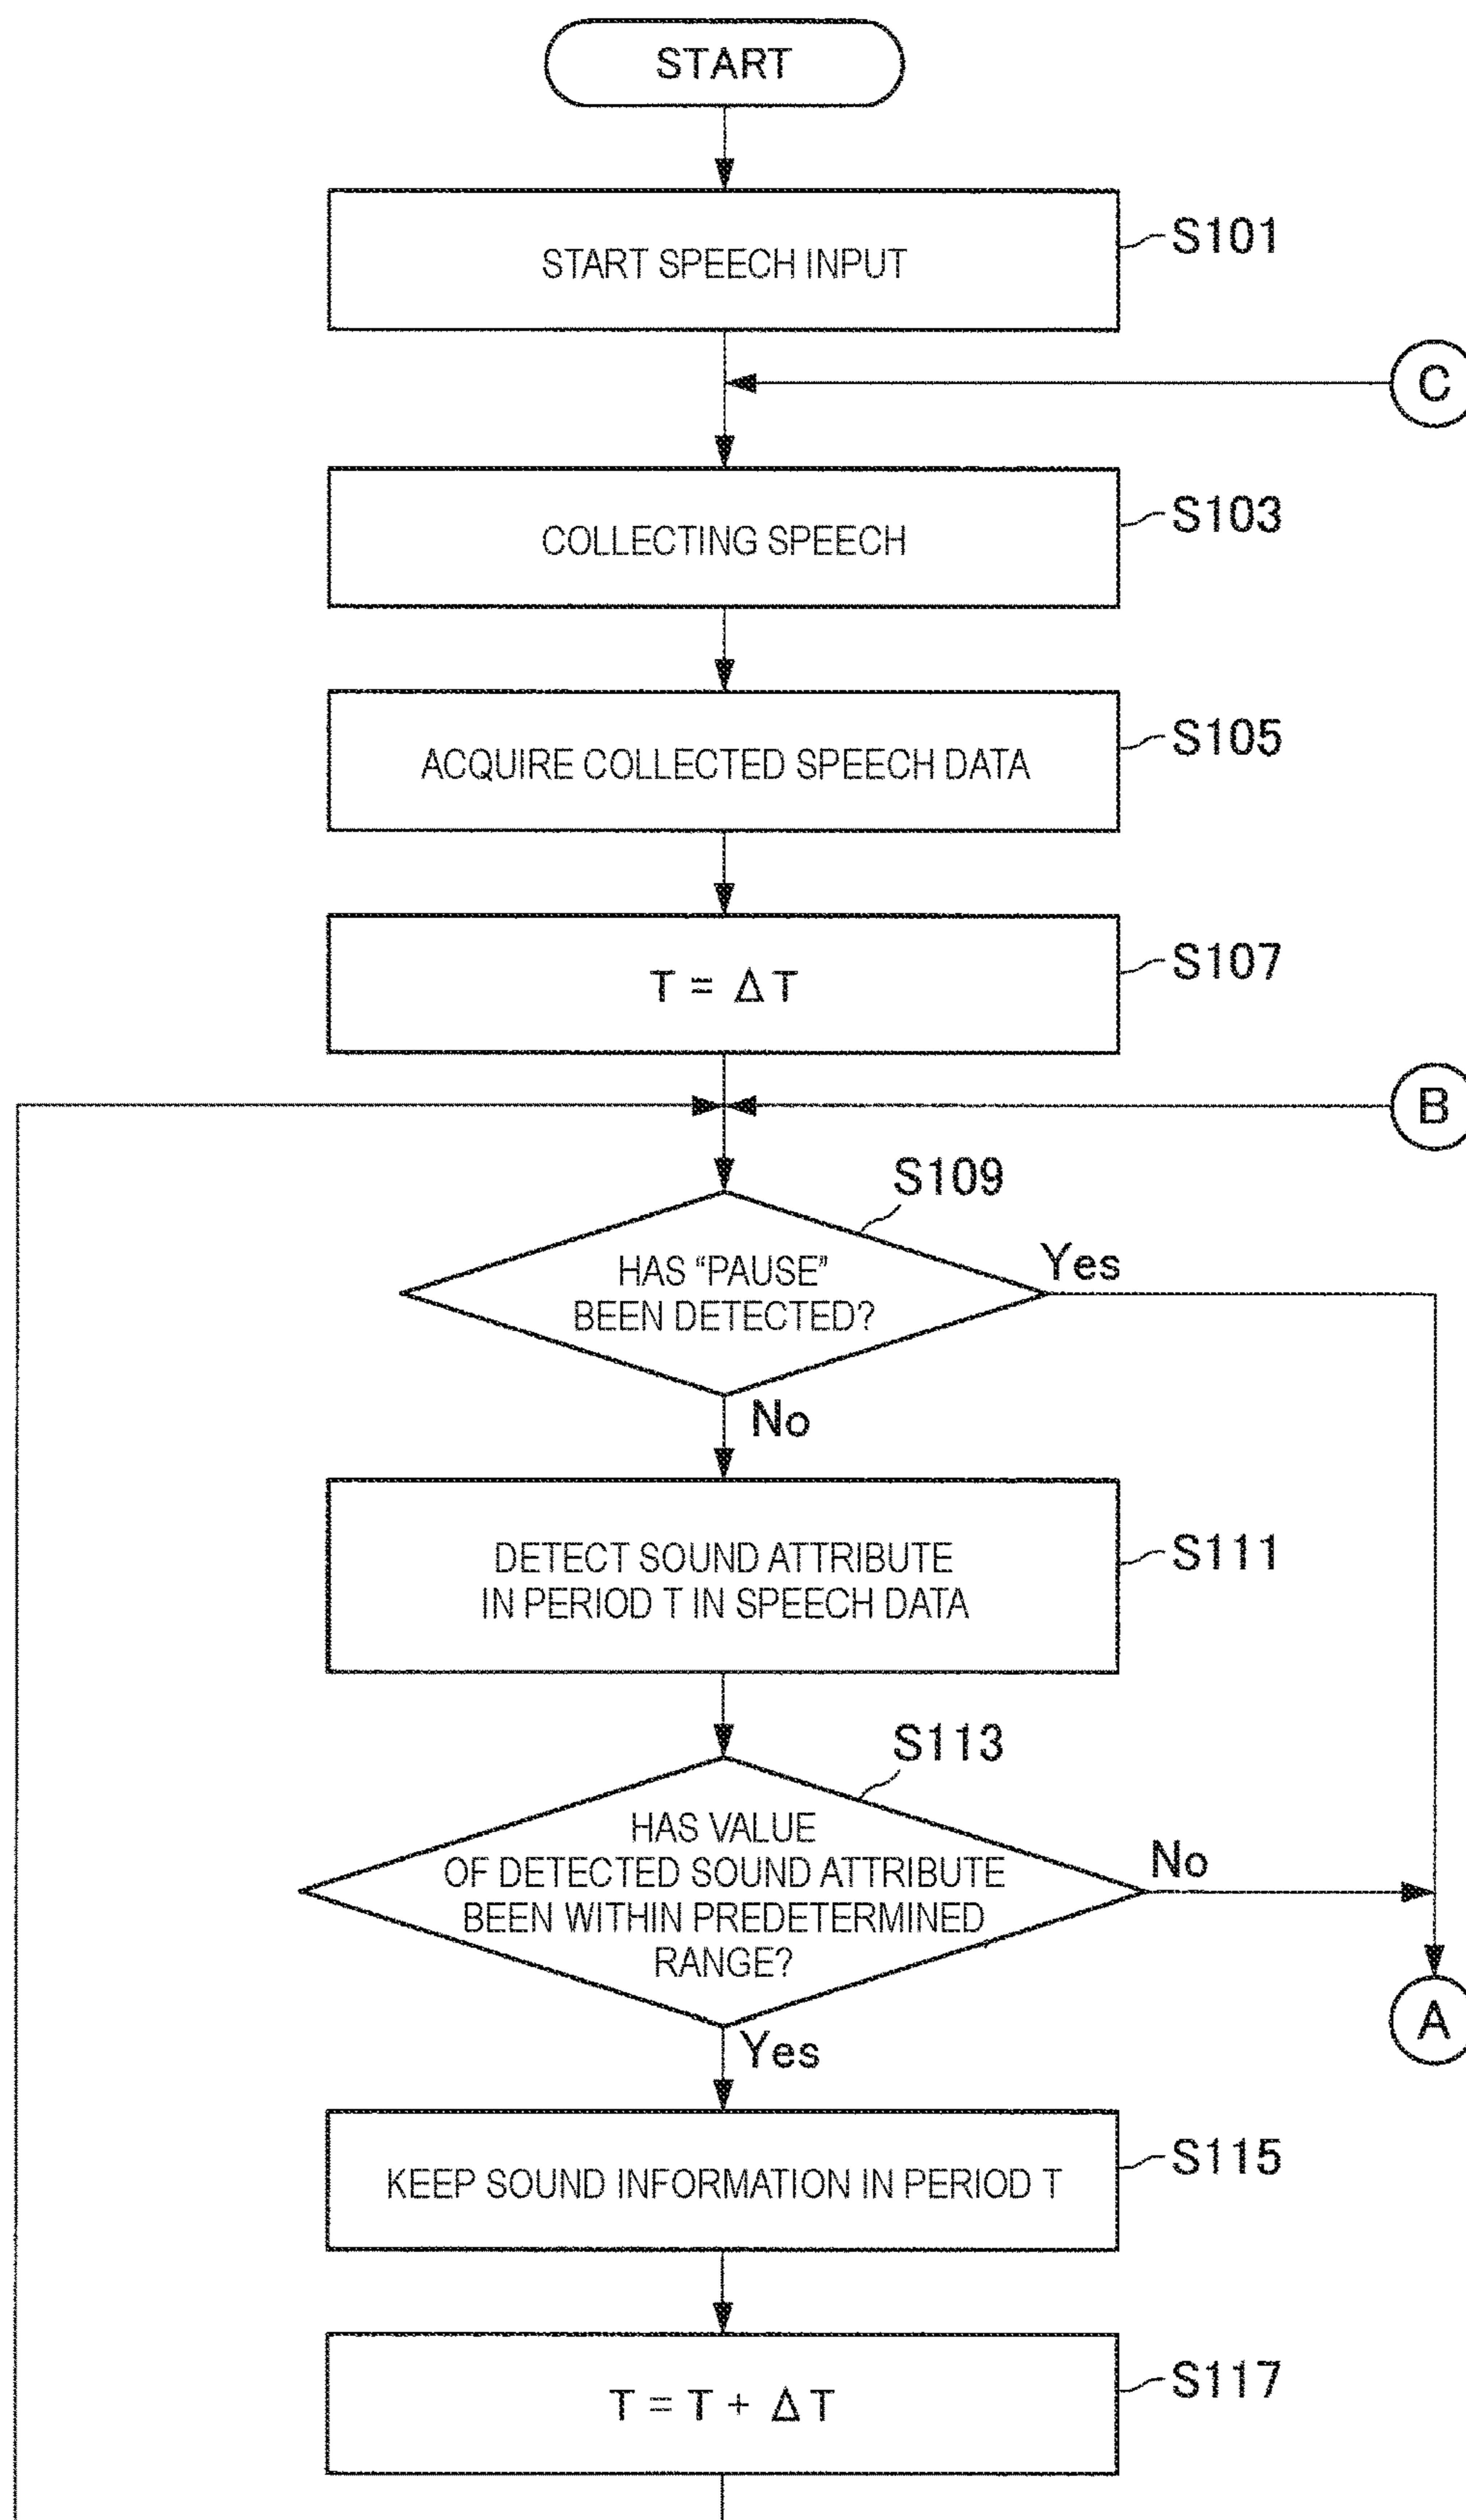 START
START SPEECH INPUT
S101
C
COLLECTING SPEECH
S103
ACQUIRE COLLECTED SPEECH DATA
S105
T = Δ T
S107
B
S109
HAS “PAUSE”
BEEN DETECTED?
Yes
No
DETECT SOUND ATTRIBUTE
IN PERIOD T IN SPEECH DATA
S111
S113
HAS VALUE
OF DETECTED SOUND ATTRIBUTE
BEEN WITHIN PREDETERMINED
RANGE?
No
A
Yes
KEEP SOUND INFORMATION IN PERIOD T
S115
T = T + Δ T
S117